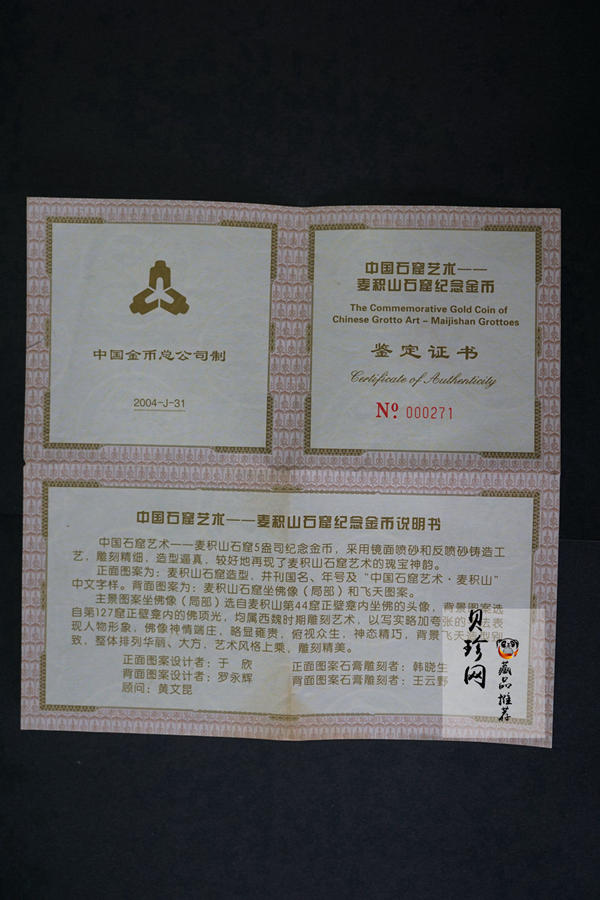 中国金币总公司制
2004-J-31
中国石窟艺术——
麦积山石窟纪念金币
The Commemorative Gold Coin of
Chinese Grotto Art – Maijishan Grottoes
鉴定证书
Certificate of Authenticity
Nº 000271
中国石窟艺术——麦积山石窟纪念金币说明书
中国石窟艺术——麦积山石窟5盎司纪念金币，采用镜面喷砂和反喷砂铸造工
艺，雕刻精细，造型逼真，较好地再现了麦积山石窟艺术的瑰宝神韵。
正面图案为：麦积山石窟造型，并刊国名、年号及“中国石窟艺术·麦积山”
中文字样。背面图案为：麦积山石窟坐佛像（局部）和飞天图案。
主景图案坐佛像（局部）选自麦积山第44窟正壁龛内坐佛的头像，背景图案选
自第127窟正壁龛内的佛项光，均属西魏时期雕刻艺术，以写实略加夸张的手法表
现人物形象，佛像神情端庄，略显雍贵，俯视众生，神态精巧，背景飞天造型别
致，整体排列华丽、大方，艺术风格上乘，雕刻精美。
正面图案设计者：于 欣 正面图案石膏雕刻者：韩晓生
背面图案设计者：罗永辉 背面图案石膏雕刻者：王云野
顾问：黄文昆
贝珍网
藏品推荐